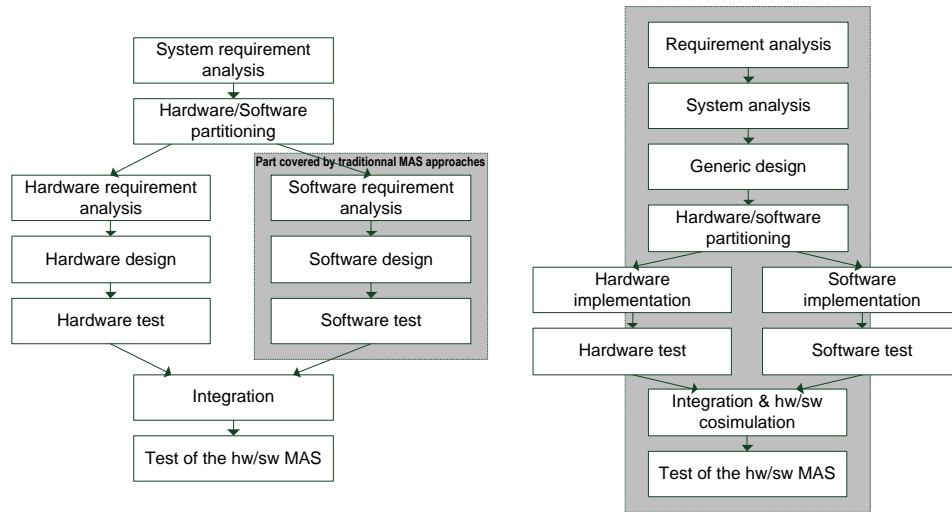 System requirement
analysis
Hardware/Software
partitioning
Part covered by traditionnal MAS approaches
Hardware requirement
analysis
Software requirement
analysis
Hardware design
Software design
Hardware test
Software test
Integration
Test of the hw/sw MAS
Requirement analysis
System analysis
Generic design
Hardware/software
partitioning
Hardware
implementation
Software
implementation
Hardware test
Software test
Integration & hw/sw
cosimulation
Test of the hw/sw MAS